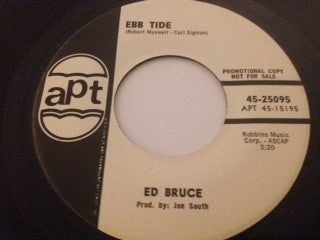 EBB TIDE
(Robert Maxwell - Carl Sigman)
apt
PROMOTIONAL COPY
NOT FOR SALE
45-25095
APT 45-15195
Robbins Music
Corp. - ASCAP
2:20
ED BRUCE
Prod. by: Joe South